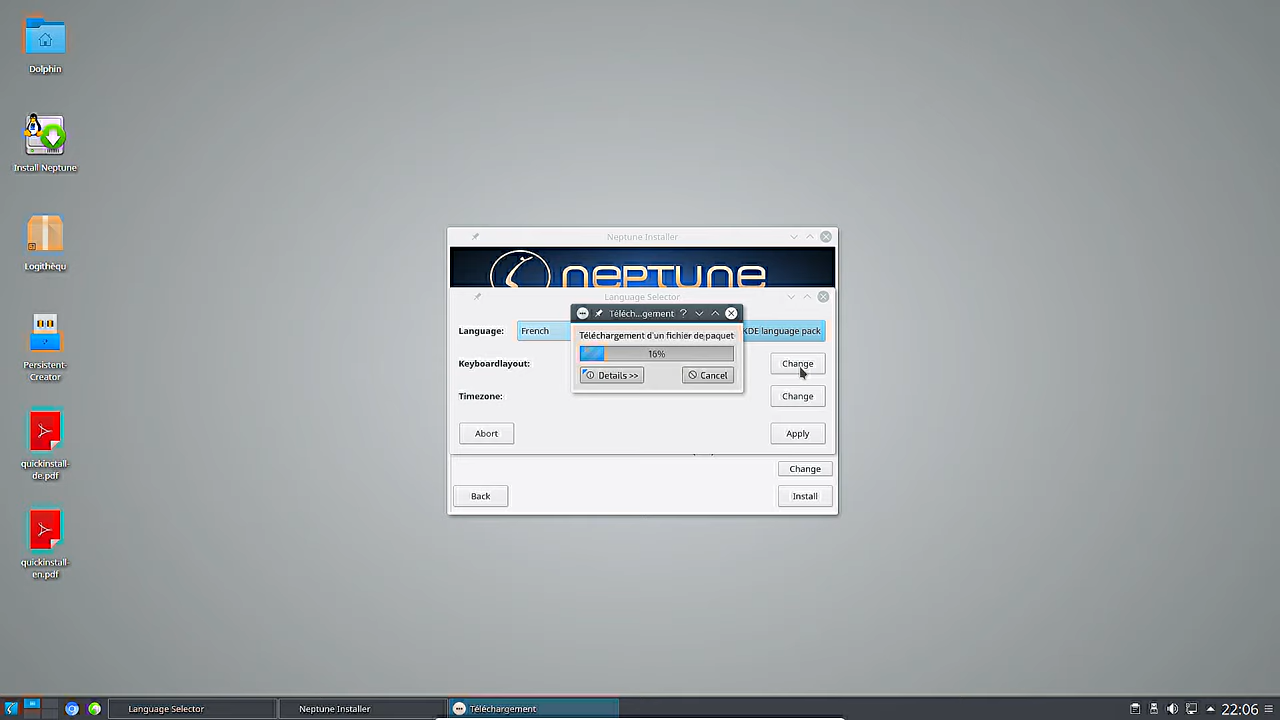 Dolphin
Install Neptune
Logithèqu
Persistent-
Creator
quickinstall-
de.pdf
quickinstall-
en.pdf
Neptune Installer
NEPTUNE
Language Selector
Language:
French
KDE language pack
Keyboardlayout:
Change
Timezone:
Change
Abort
Apply
Téléch...gement
Téléchargement d'un fichier de paquet
16%
Details >>
Cancel
Change
Back
Install
Language Selector
Neptune Installer
Téléchargement
22:06